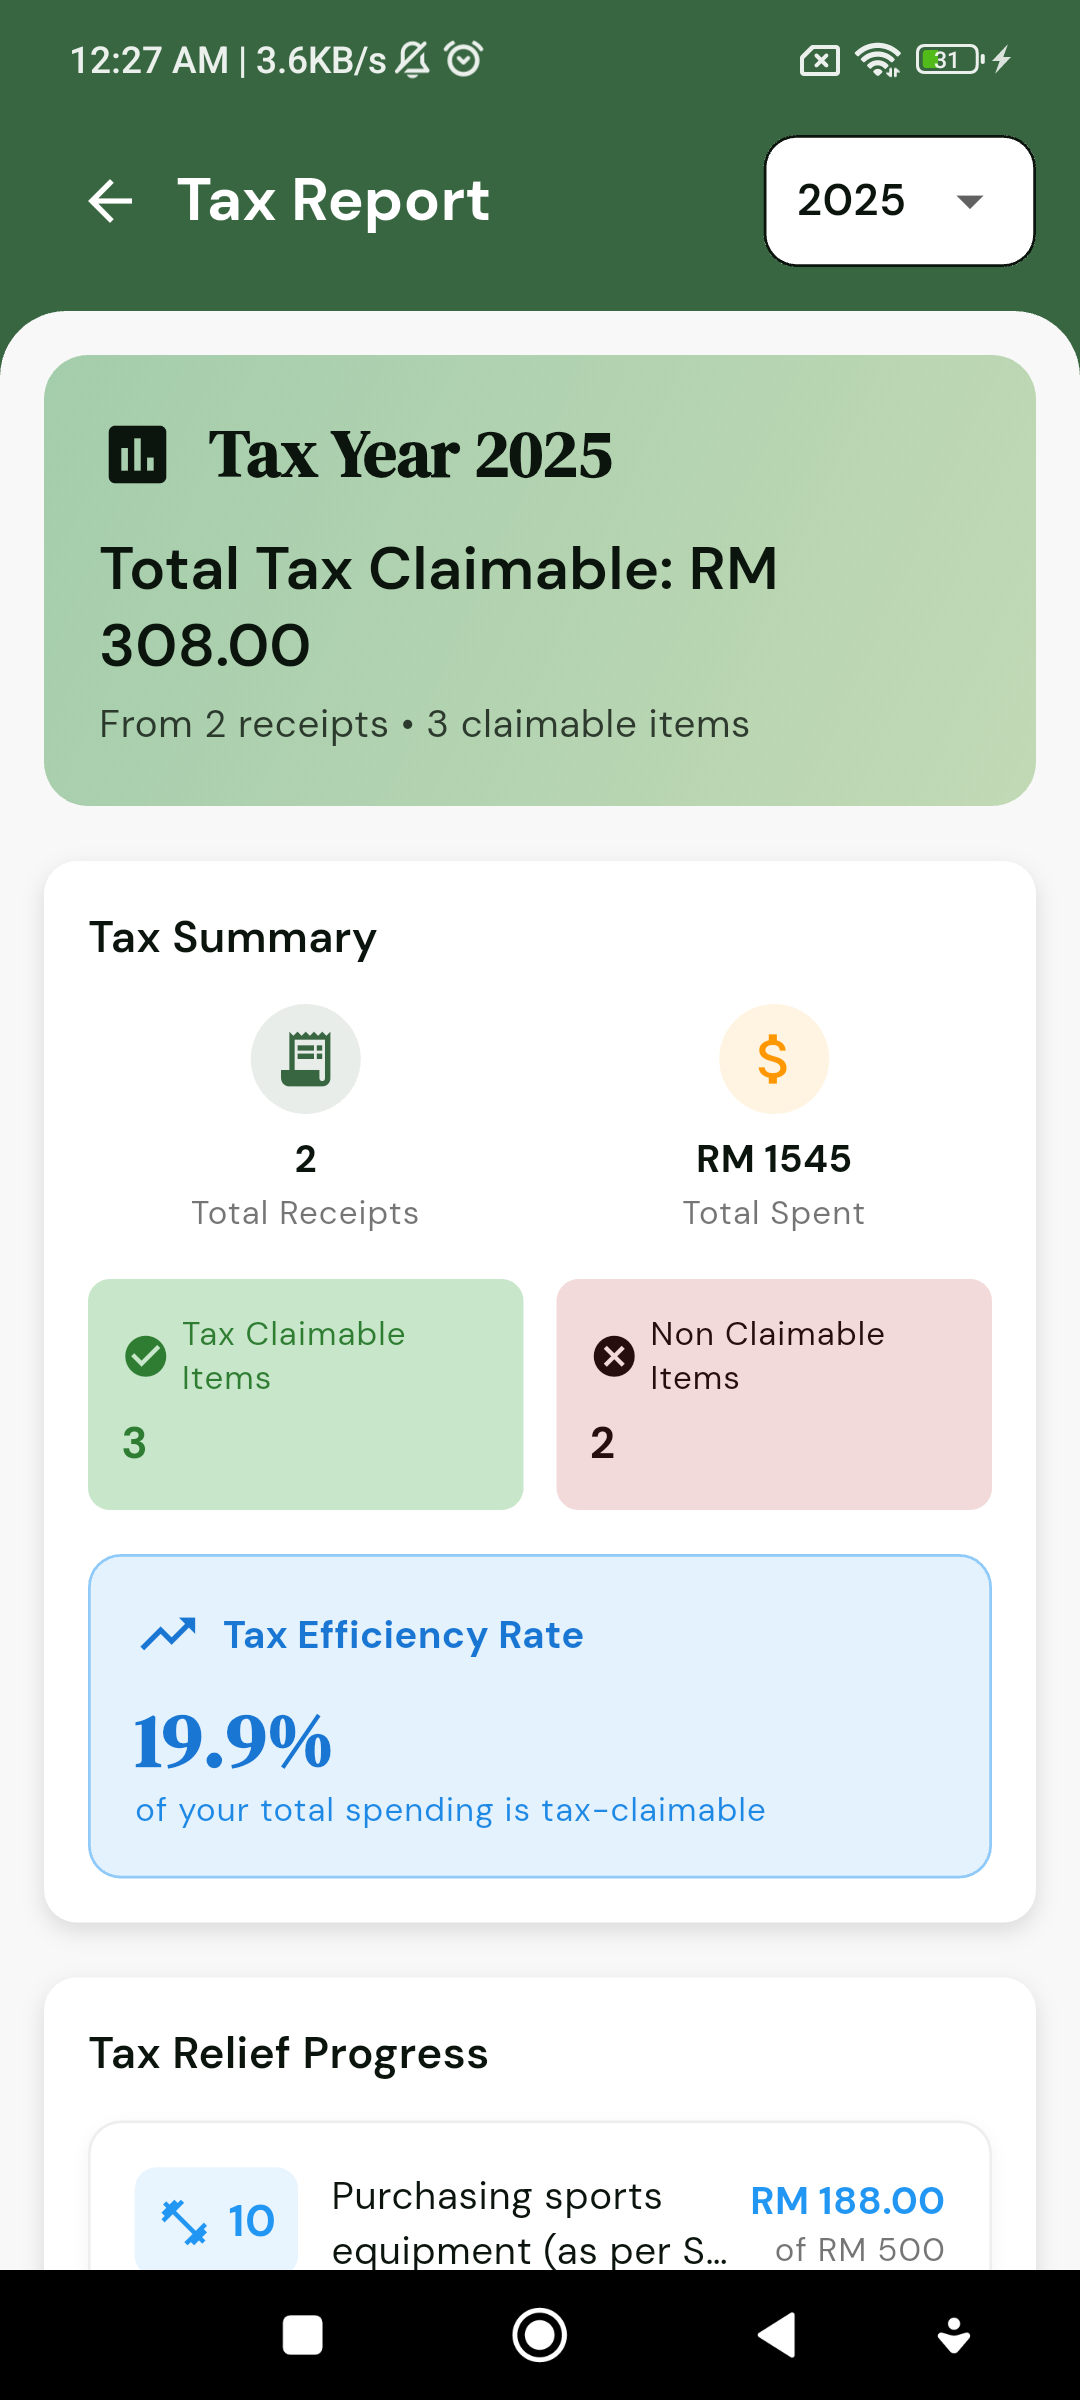 12:27 AM | 3.6KB/s
31
Tax Report
2025
Tax Year 2025
Total Tax Claimable: RM
308.00
From 2 receipts • 3 claimable items
Tax Summary
2
Total Receipts
RM 1545
Total Spent
Tax Claimable
Items
3
Non Claimable
Items
2
Tax Efficiency Rate
19.9%
of your total spending is tax-claimable
Tax Relief Progress
10
Purchasing sports
equipment (as per S...
RM 188.00
of RM 500